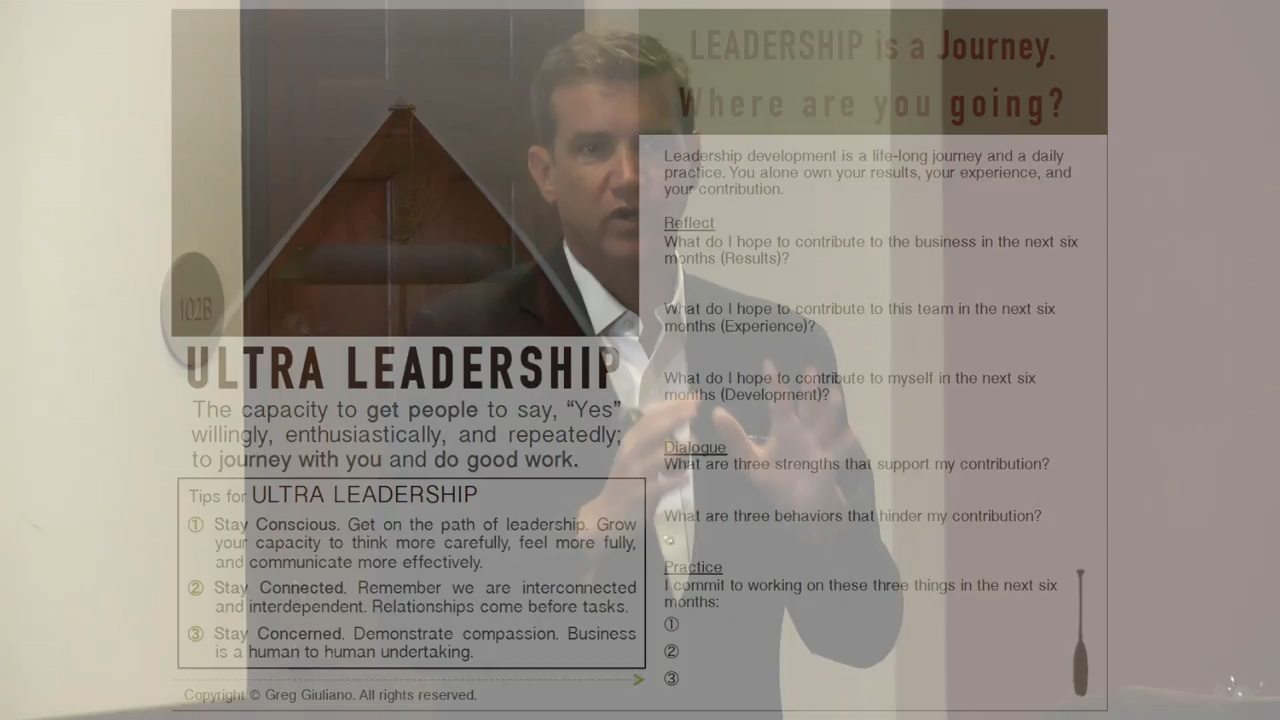 LEADERSHIP is a Journey.
Where are you going?
Leadership development is a life-long journey and a daily
practice. You alone own your results, your experience, and
your contribution.
Reflect
What do I hope to contribute to the business in the next six
months (Results)?
What do I hope to contribute to this team in the next six
months (Experience)?
What do I hope to contribute to myself in the next six
months (Development)?
Dialogue
What are three strengths that support my contribution?
What are three behaviors that hinder my contribution?
Practice
I commit to working on these three things in the next six
months:
①
②
③
102B
ULTRA LEADERSHIP
The capacity to get people to say, “Yes”
willingly, enthusiastically, and repeatedly;
to journey with you and do good work.
Tips for ULTRA LEADERSHIP
① Stay Conscious. Get on the path of leadership. Grow
your capacity to think more carefully, feel more fully,
and communicate more effectively.
② Stay Connected. Remember we are interconnected
and interdependent. Relationships come before tasks.
③ Stay Concerned. Demonstrate compassion. Business
is a human to human undertaking.
Copyright © Greg Giuliano. All rights reserved.